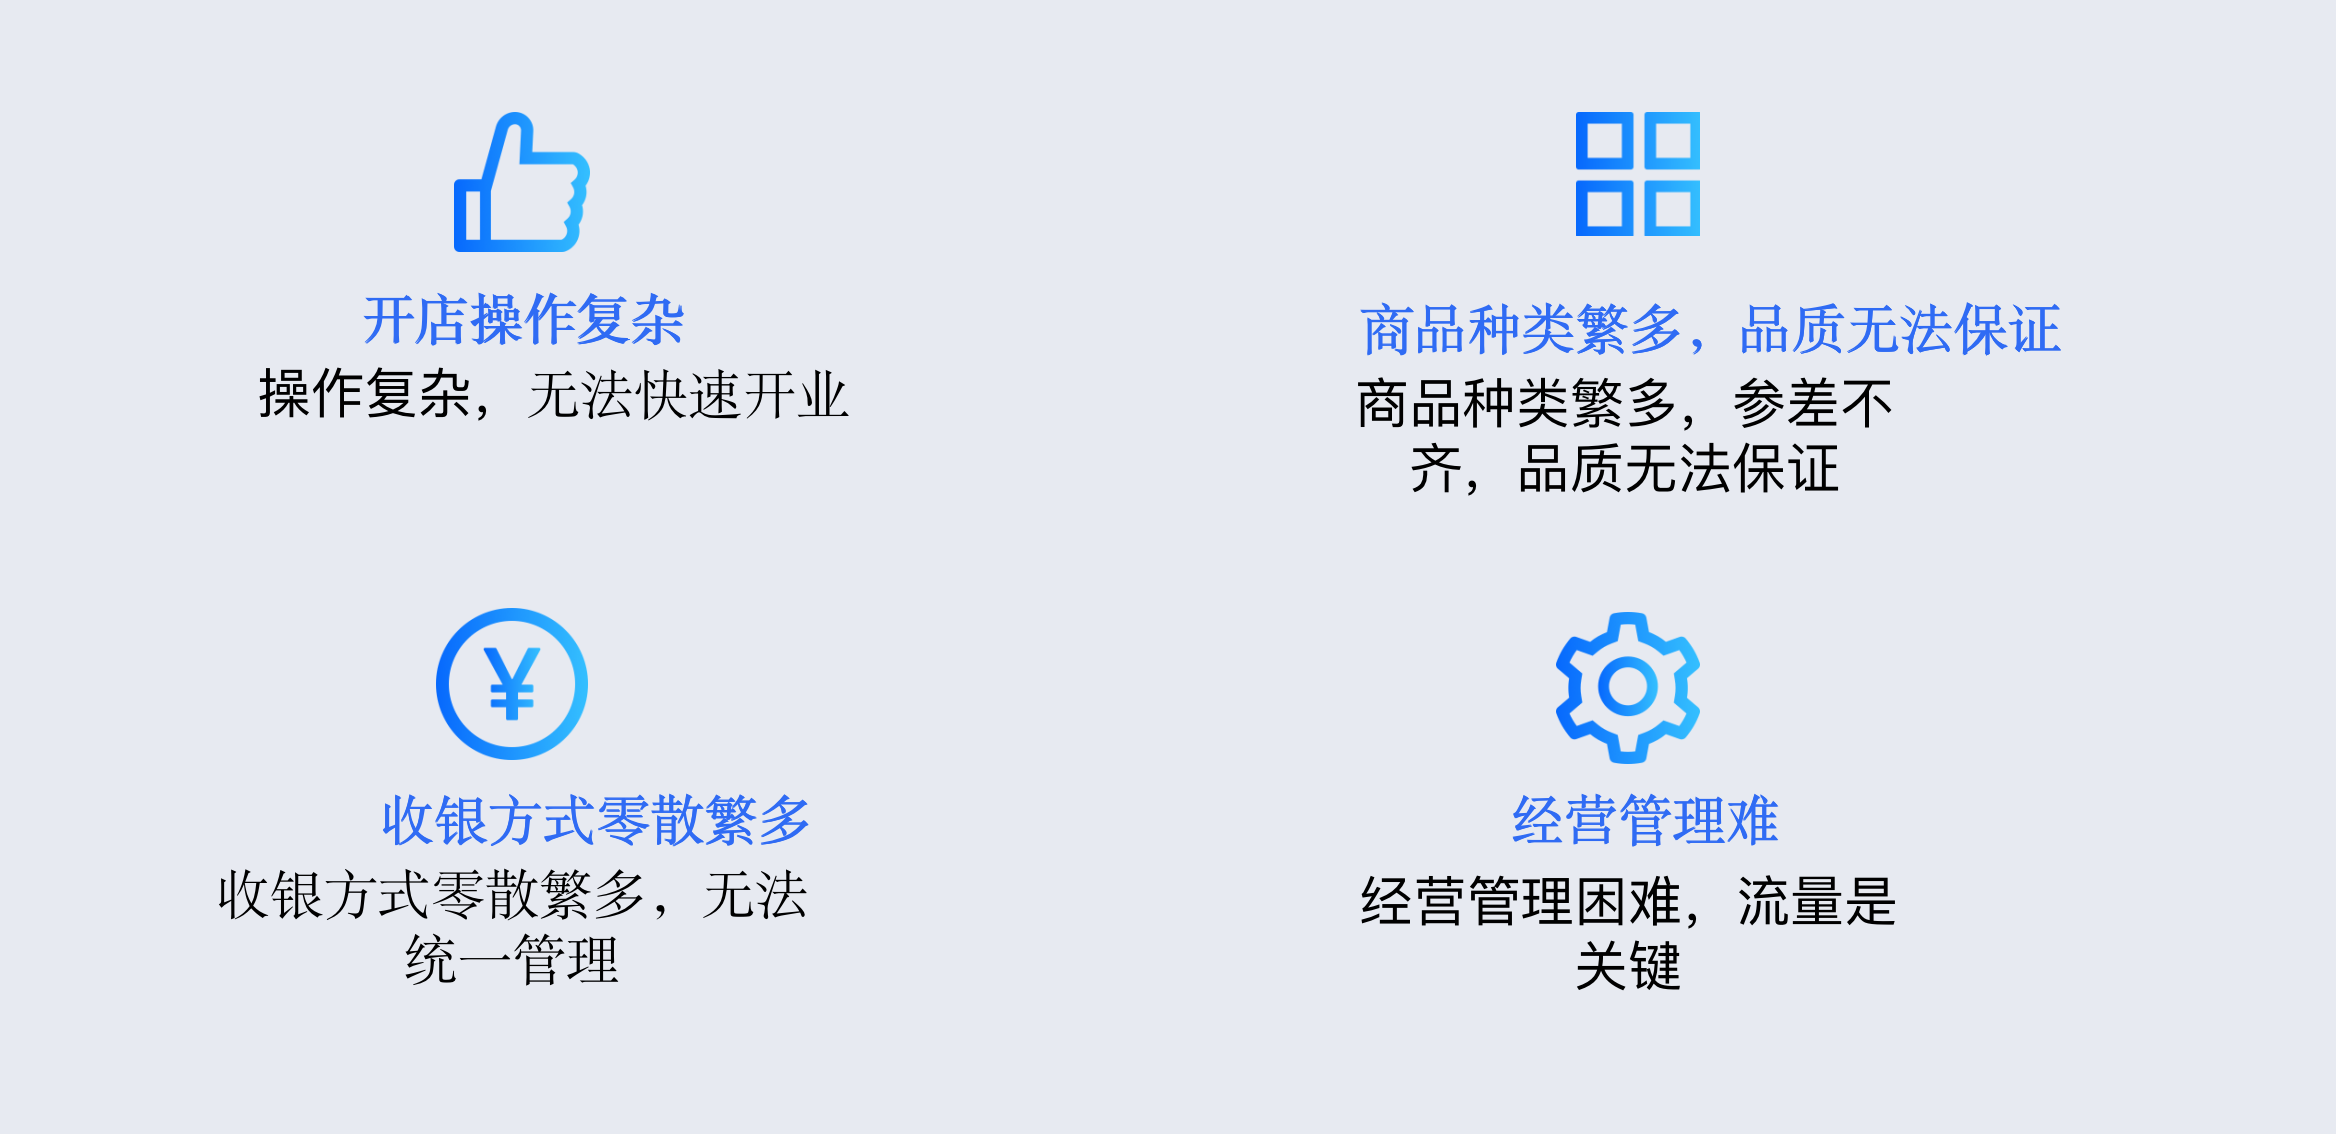 开店操作复杂
操作复杂，无法快速开业
商品种类繁多，品质无法保证
商品种类繁多，参差不
齐，品质无法保证
¥
收银方式零散繁多
收银方式零散繁多，无法
统一管理
经营管理难
经营管理困难，流量是
关键